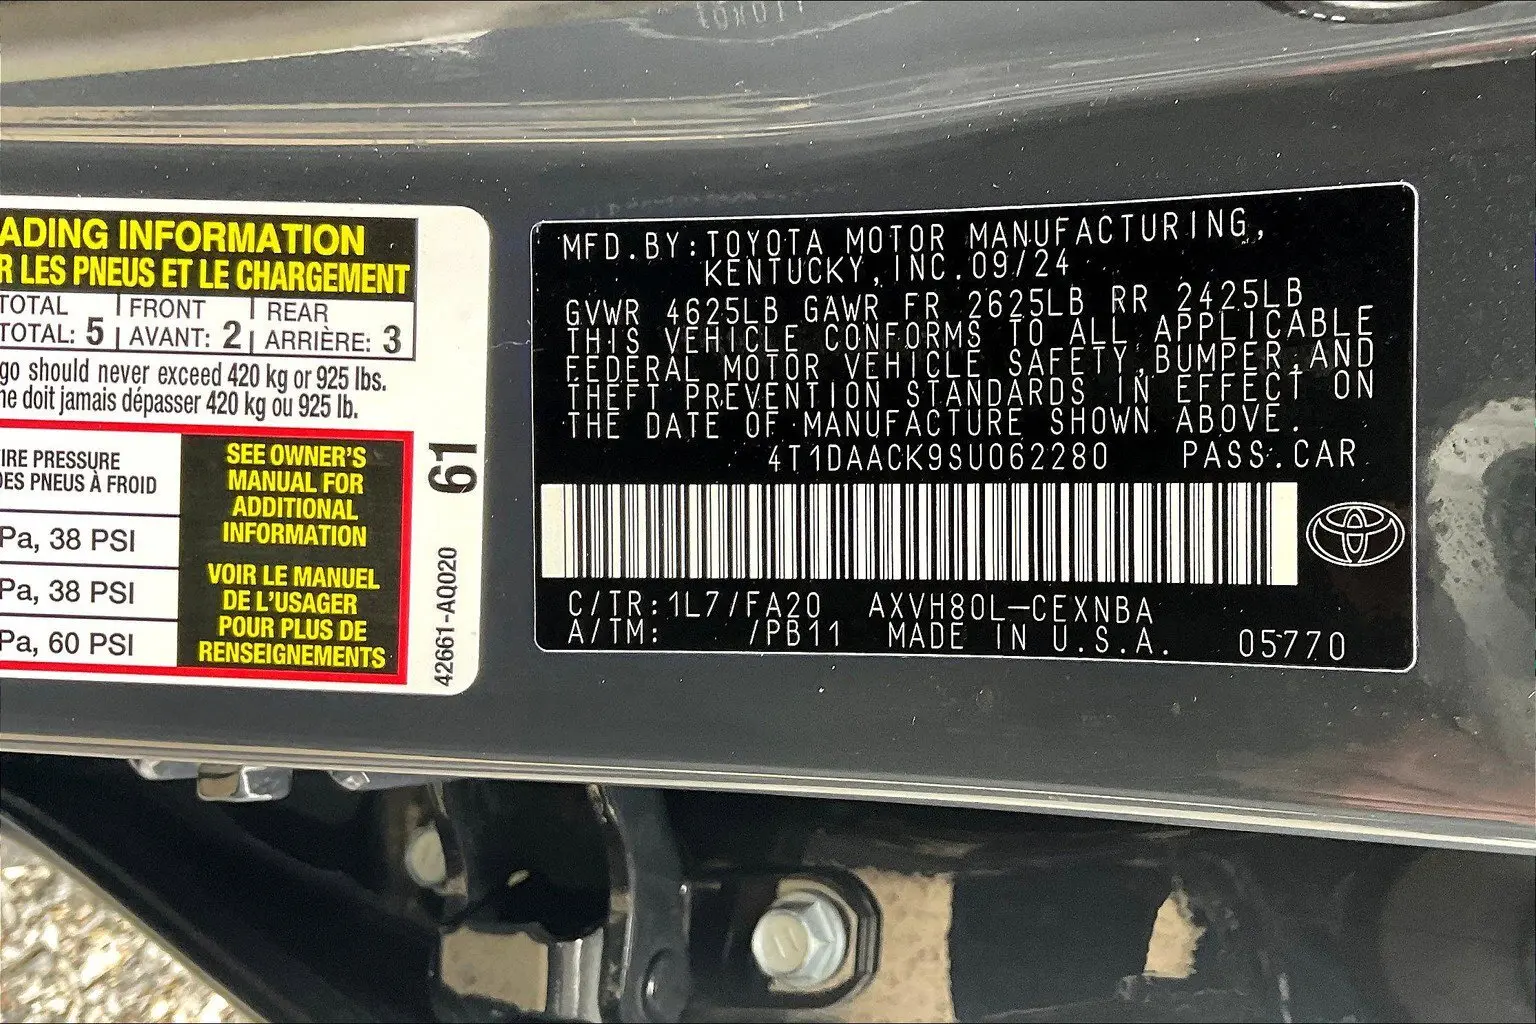 ADING INFORMATION
R LES PNEUS ET LE CHARGEMENT
TOTAL FRONT REAR
TOTAL: 5 AVANT: 2 ARRIÈRE: 3
go should never exceed 420 kg or 925 lbs.
ne doit jamais dépasser 420 kg ou 925 lb.
IRE PRESSURE
DES PNEUS À FROID
Pa, 38 PSI
Pa, 38 PSI
Pa, 60 PSI
SEE OWNER'S
MANUAL FOR
ADDITIONAL
INFORMATION
VOIR LE MANUEL
DE L'USAGER
POUR PLUS DE
RENSEIGNEMENTS
61
42661-AQ020
MFD.BY:TOYOTA MOTOR MANUFACTURING,
KENTUCKY, INC.09/24
GVWR 4625LB GAWR FR 2625LB RR 2425LB
THIS VEHICLE CONFORMS TO ALL APPLICABLE
FEDERAL MOTOR VEHICLE SAFETY,BUMPER,AND
THEFT PREVENTION STANDARDS IN EFFECT ON
THE DATE OF MANUFACTURE SHOWN ABOVE.
4T1DAACK9SU062280 PASS.CAR
C/TR:1L7/FA20 AXVH80L-CEXNBA
A/TM: /PB11 MADE IN U.S.A. 05770